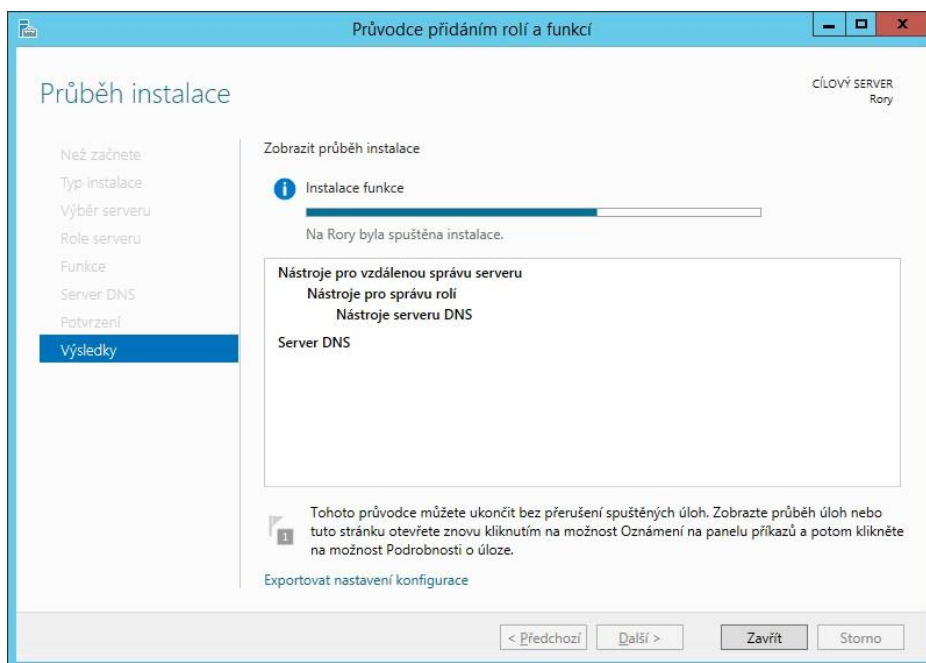 Průvodce přidáním rolí a funkcí
Průběh instalace
CÍLOVÝ SERVER
Rory
Než začnete
Typ instalace
Výběr serveru
Role serveru
Funkce
Server DNS
Potvrzení
Výsledky
Zobrazit průběh instalace
Instalace funkce
Na Rory byla spuštěna instalace.
Nástroje pro vzdálenou správu serveru
Nástroje pro správu rolí
Nástroje serveru DNS
Server DNS
1
Tohoto průvodce můžete ukončit bez přerušení spuštěných úloh. Zobrazte průběh úloh nebo
tuto stránku otevřete znovu kliknutím na možnost Oznámení na panelu příkazů a potom klikněte
na možnost Podrobnosti o úloze.
Exportovat nastavení konfigurace
< Předchozí
Další >
Zavřít
Storno